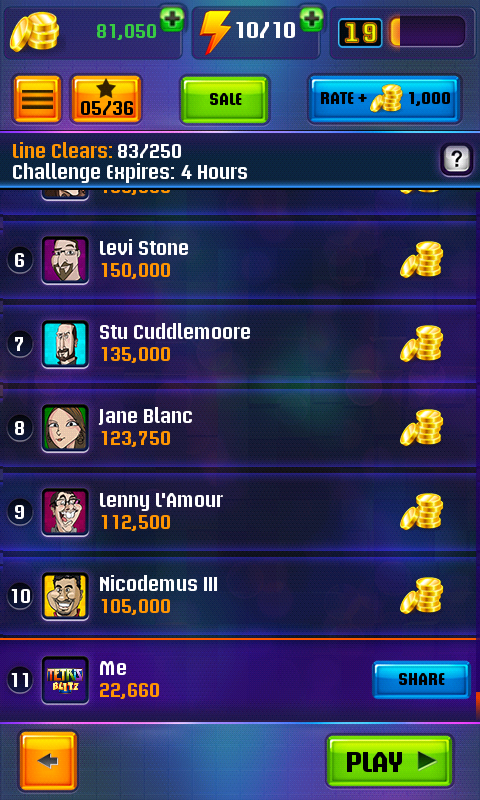 81,050
10/10
19
05/36
SALE
RATE + 1,000
Line Clears: 83/250
Challenge Expires: 4 Hours
?
6
Levi Stone
150,000
7
Stu Cuddlemoore
135,000
8
Jane Blanc
123,750
9
Lenny L'Amour
112,500
10
Nicodemus III
105,000
11
TETRIS
BLITZ
Me
22,660
SHARE
PLAY